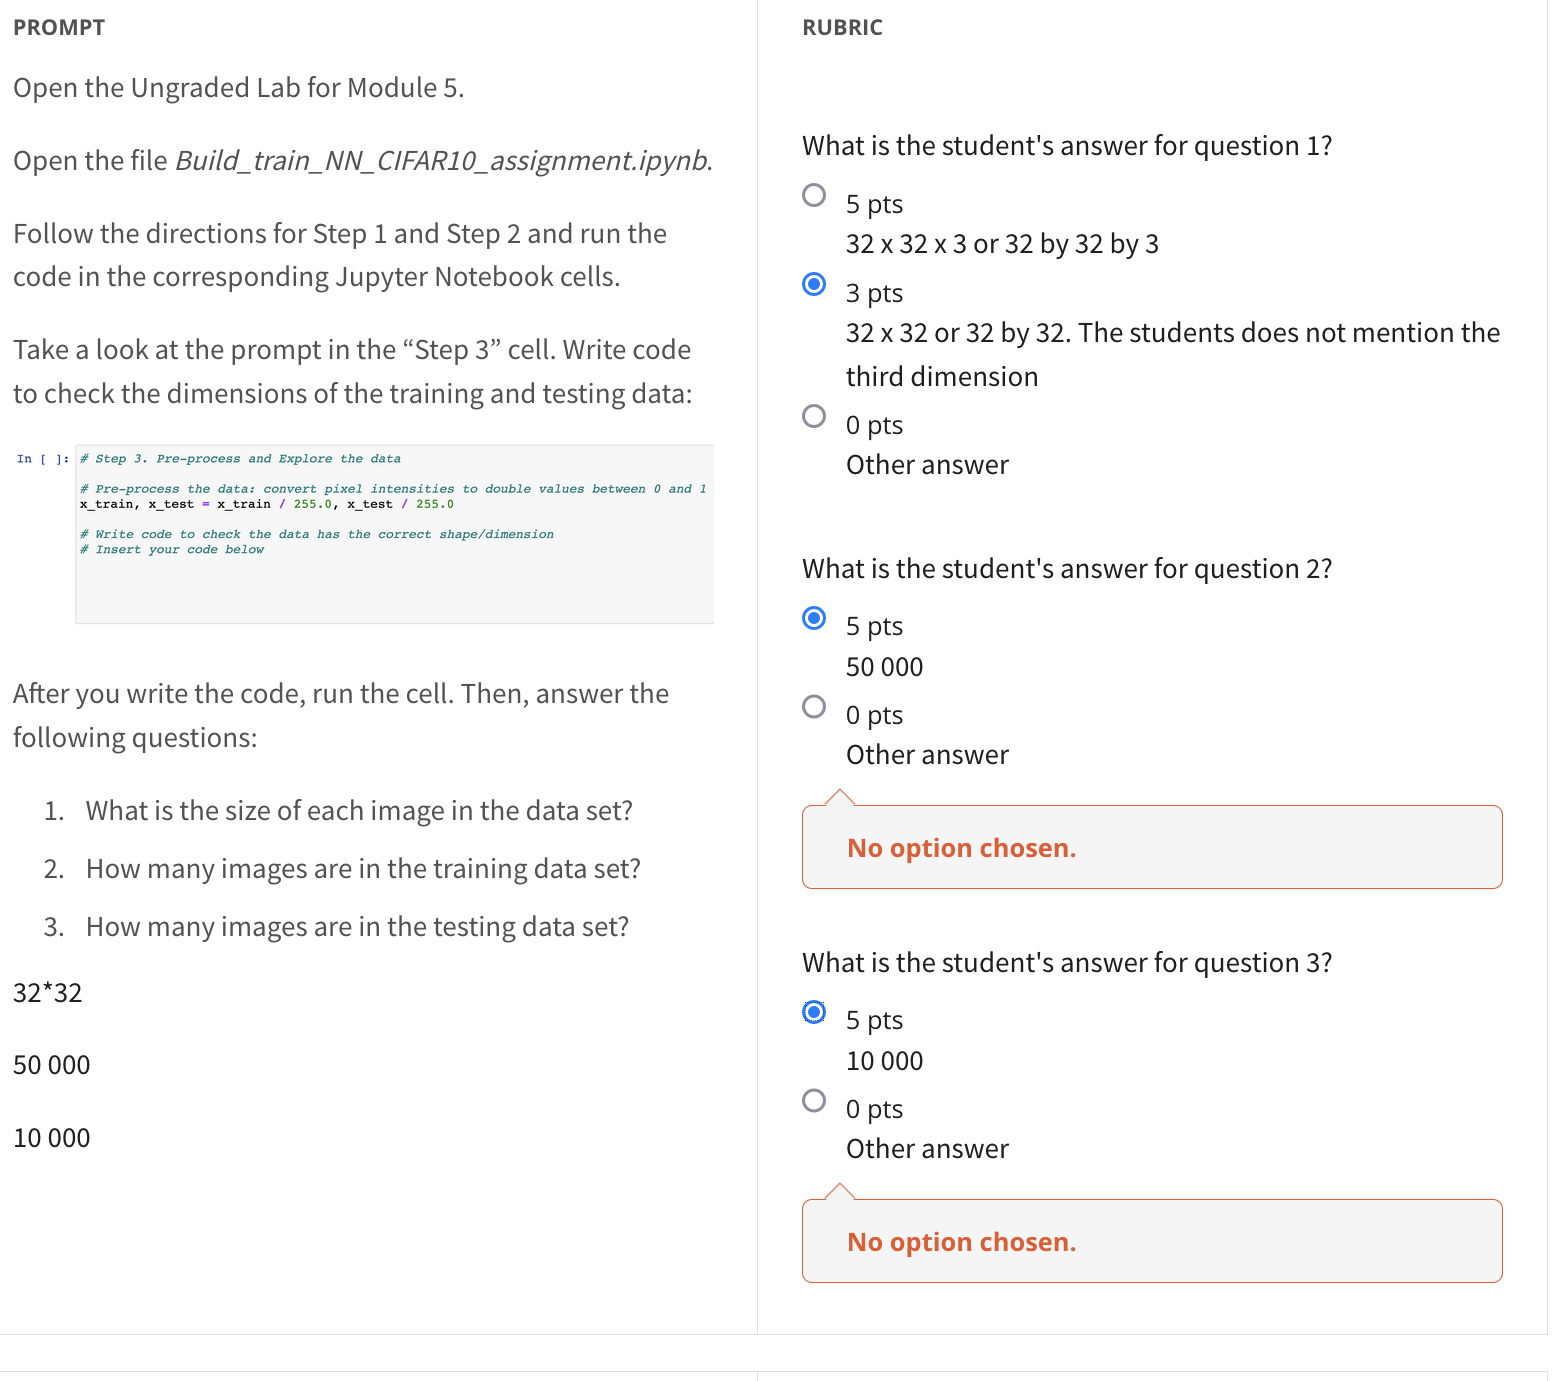 PROMPT
Open the Ungraded Lab for Module 5.
Open the file Build_train_NN_CIFAR10_assignment.ipynb.
Follow the directions for Step 1 and Step 2 and run the
code in the corresponding Jupyter Notebook cells.
Take a look at the prompt in the “Step 3” cell. Write code
to check the dimensions of the training and testing data:
In [ ]: # Step 3. Pre-process and Explore the data
# Pre-process the data: convert pixel intensities to double values between 0 and 1
x_train, x_test = x_train / 255.0, x_test / 255.0
# Write code to check the data has the correct shape/dimension
# Insert your code below
After you write the code, run the cell. Then, answer the
following questions:
1. What is the size of each image in the data set?
2. How many images are in the training data set?
3. How many images are in the testing data set?
32*32
50 000
10 000
RUBRIC
What is the student's answer for question 1?
5 pts
32 x 32 x 3 or 32 by 32 by 3
3 pts
32 x 32 or 32 by 32. The students does not mention the
third dimension
0 pts
Other answer
What is the student's answer for question 2?
5 pts
50 000
0 pts
Other answer
No option chosen.
What is the student's answer for question 3?
5 pts
10 000
0 pts
Other answer
No option chosen.